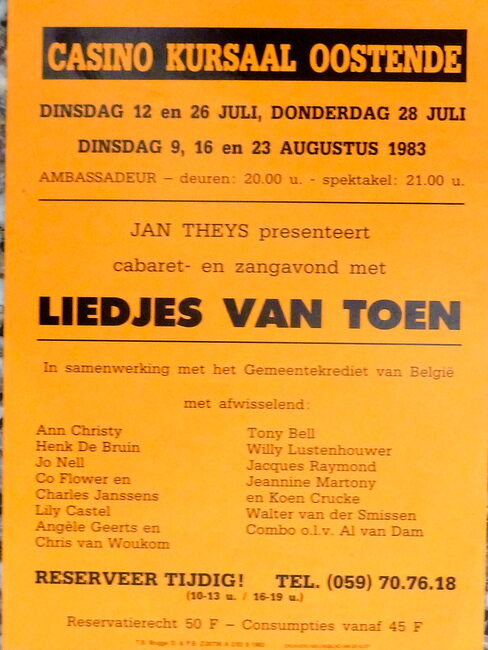 CASINO KURSAAL OOSTENDE
DINSDAG 12 en 26 JULI, DONDERDAG 28 JULI
DINSDAG 9, 16 en 23 AUGUSTUS 1983
AMBASSADEUR – deuren: 20.00 u. - spektakel: 21.00 u.
JAN THEYS presenteert
cabaret- en zangavond met
LIEDJES VAN TOEN
In samenwerking met het Gemeentekrediet van België
met afwisselend:
Ann Christy
Henk De Bruin
Jo Nell
Co Flower en
Charles Janssens
Lily Castel
Angèle Geerts en
Chris van Woukom
Tony Bell
Willy Lustenhouwer
Jacques Raymond
Jeannine Martony
en Koen Crucke
Walter van der Smissen
Combo o.l.v. Al van Dam
RESERVEER TIJDIG! TEL. (059) 70.76.18
(10-13 u. / 16-19 u.)
Reservatierecht 50 F – Consumpties vanaf 45 F